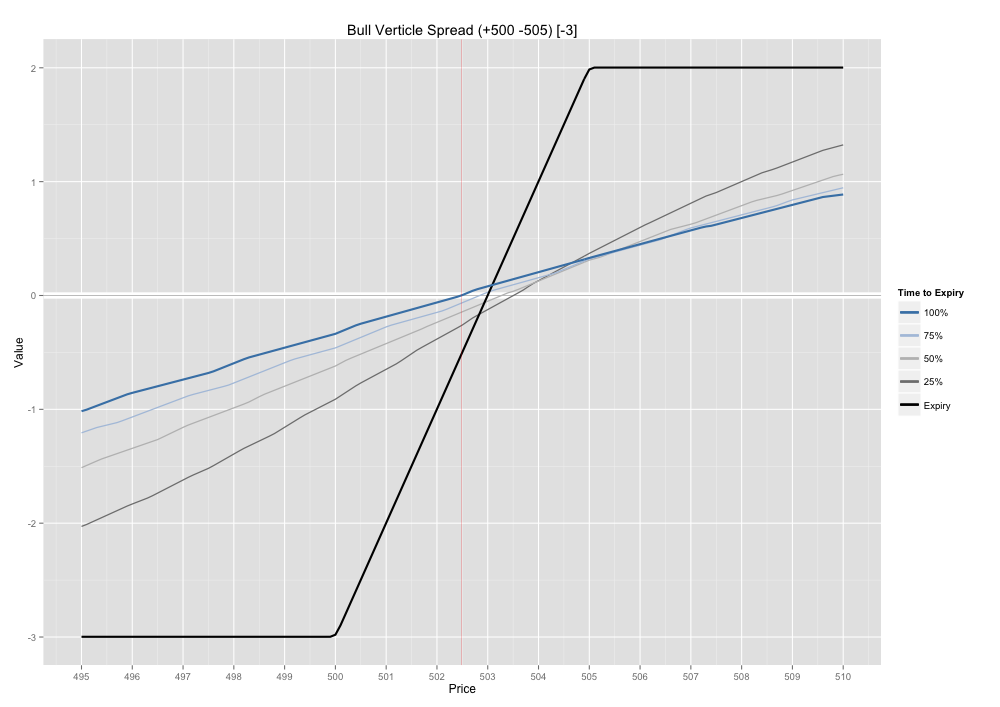 Bull Verticle Spread (+500 -505) [-3]
2
1
0
-1
-2
-3
Value
495 496 497 498 499 500 501 502 503 504 505 506 507 508 509 510
Price
Time to Expiry
100%
75%
50%
25%
Expiry